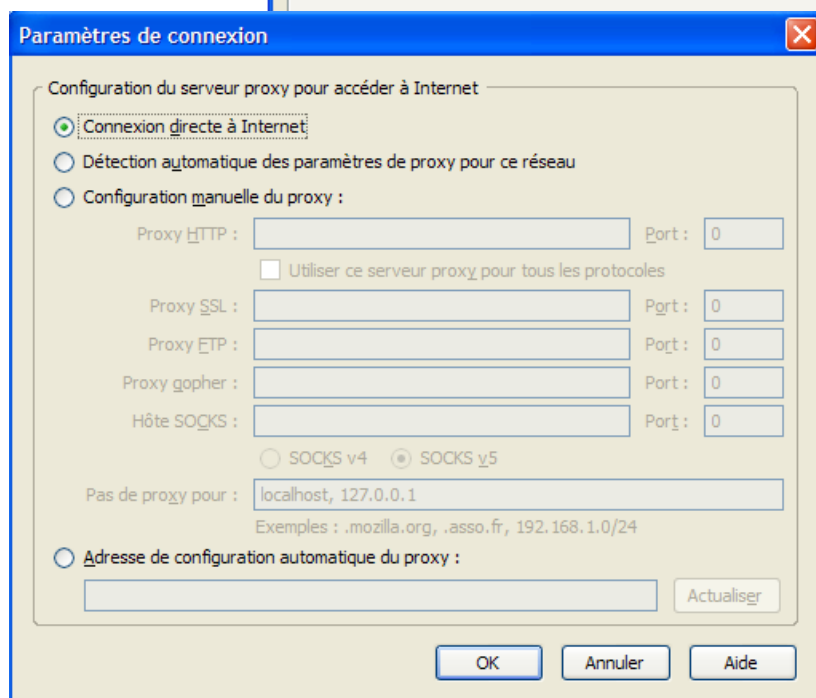 Paramètres de connexion
Configuration du serveur proxy pour accéder à Internet
Connexion directe à Internet
Détection automatique des paramètres de proxy pour ce réseau
Configuration manuelle du proxy :
Proxy HTTP : Port : 0
Utiliser ce serveur proxy pour tous les protocoles
Proxy SSL : Port : 0
Proxy FTP : Port : 0
Proxy gopher : Port : 0
Hôte SOCKS : Port : 0
SOCKS v4 SOCKS v5
Pas de proxy pour : localhost, 127.0.0.1
Exemples : .mozilla.org, .asso.fr, 192.168.1.0/24
Adresse de configuration automatique du proxy :
Actualiser
OK Annuler Aide